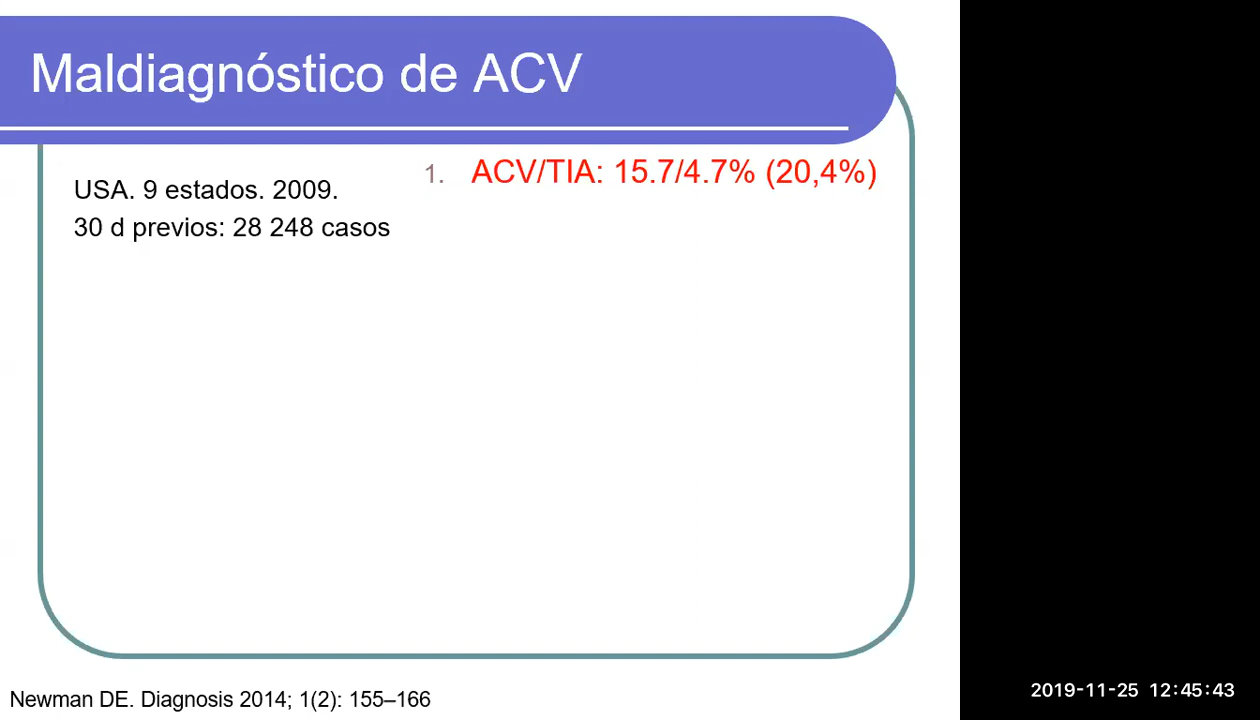 Maldiagnóstico de ACV
USA. 9 estados. 2009.
30 d previos: 28 248 casos
1. ACV/TIA: 15.7/4.7% (20,4%)
Newman DE. Diagnosis 2014; 1(2): 155–166
2019-11-25 12:45:43